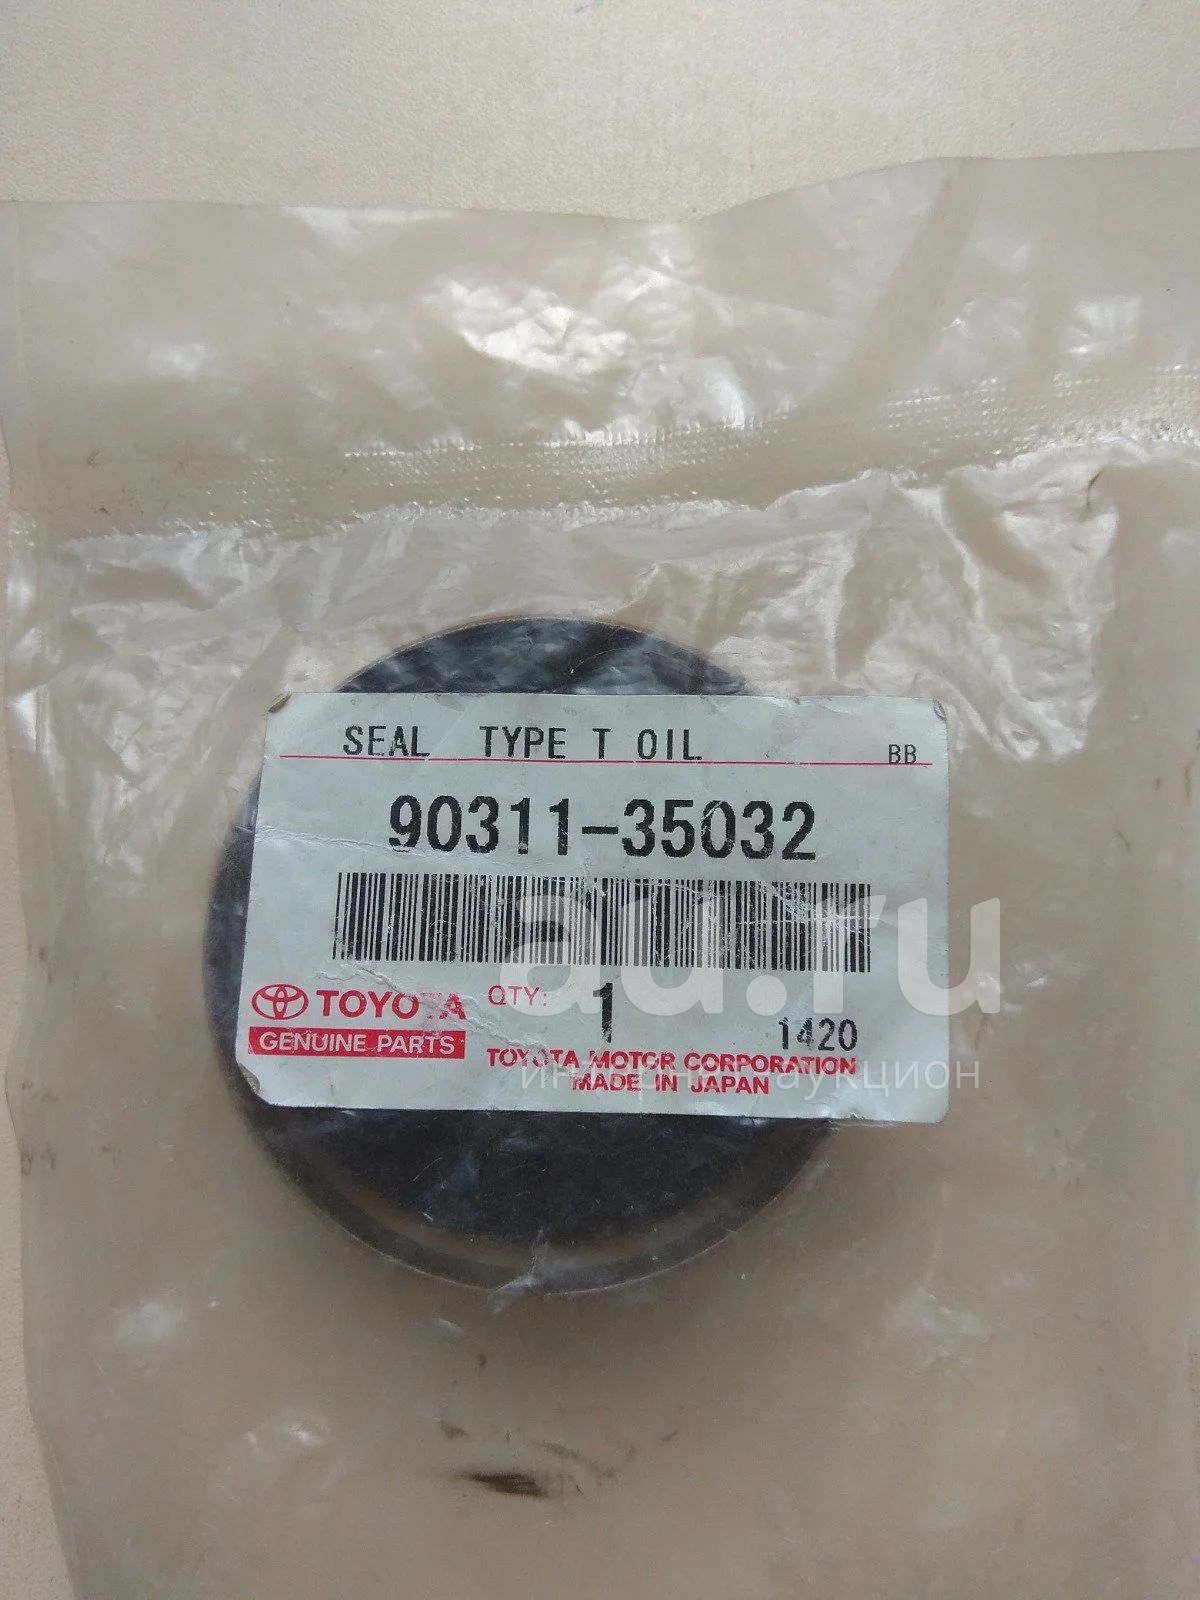 SEAL TYPE T OIL BB
90311-35032
au.ru
TOYOTA QTY: 1
GENUINE PARTS 1420
TOYOTA MOTOR CORPORATION
интернет-аукцион
MADE IN JAPAN